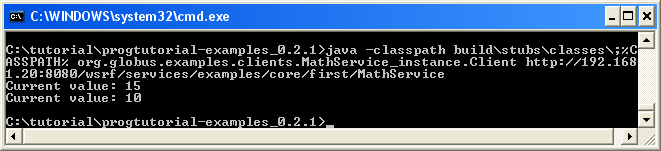 C:\WINDOWS\system32\cmd.exe
C:\tutorial\progtutorial-examples_0.2.1>java -classpath build\stubs\classes\;%C
ASSPATH% org.globus.examples.clients.MathService_instance.Client http://192.168
1.20:8080/wsrf/services/examples/core/first/MathService
Current value: 15
Current value: 10
C:\tutorial\progtutorial-examples_0.2.1>_